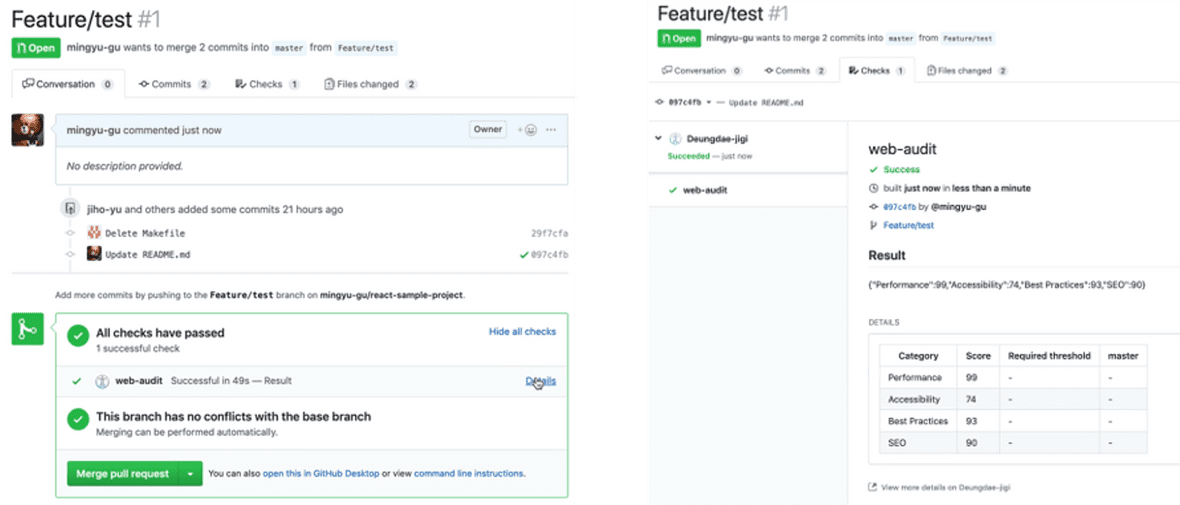 Feature/test #1
Open mingyu-gu wants to merge 2 commits into master from Feature/test
Conversation 0 Commits 2 Checks 1 Files changed 2
mingyu-gu commented just now Owner
No description provided.
jiho-yu and others added some commits 21 hours ago
Delete Makefile 29f7cfa
Update README.md 097c4fb
Add more commits by pushing to the Feature/test branch on mingyu-gu/react-sample-project.
All checks have passed Hide all checks
1 successful check
web-audit Successful in 49s — Result Details
This branch has no conflicts with the base branch
Merging can be performed automatically.
Merge pull request You can also open this in GitHub Desktop or view command line instructions.
Feature/test #1
Open mingyu-gu wants to merge 2 commits into master from Feature/test
Conversation 0 Commits 2 Checks 1 Files changed 2
097c4fb — Update README.md
Deungdae-jigi
Succeeded — just now
web-audit
web-audit
Success
built just now in less than a minute
097c4fb by @mingyu-gu
Feature/test
Result
{"Performance":99,"Accessibility":74,"Best Practices":93,"SEO":90}
DETAILS
Category Score Required threshold master
Performance 99 - -
Accessibility 74 - -
Best Practices 93 - -
SEO 90 - -
View more details on Deungdae-jigi